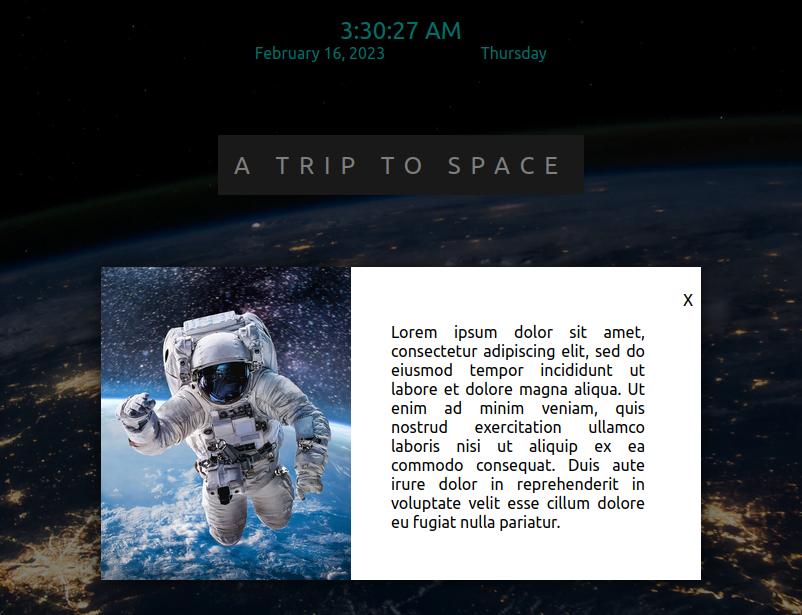 3:30:27 AM
February 16, 2023 Thursday
A TRIP TO SPACE
X
Lorem ipsum dolor sit amet,
consectetur adipiscing elit, sed do
eiusmod tempor incididunt ut
labore et dolore magna aliqua. Ut
enim ad minim veniam, quis
nostrud exercitation ullamco
laboris nisi ut aliquip ex ea
commodo consequat. Duis aute
irure dolor in reprehenderit in
voluptate velit esse cillum dolore
eu fugiat nulla pariatur.